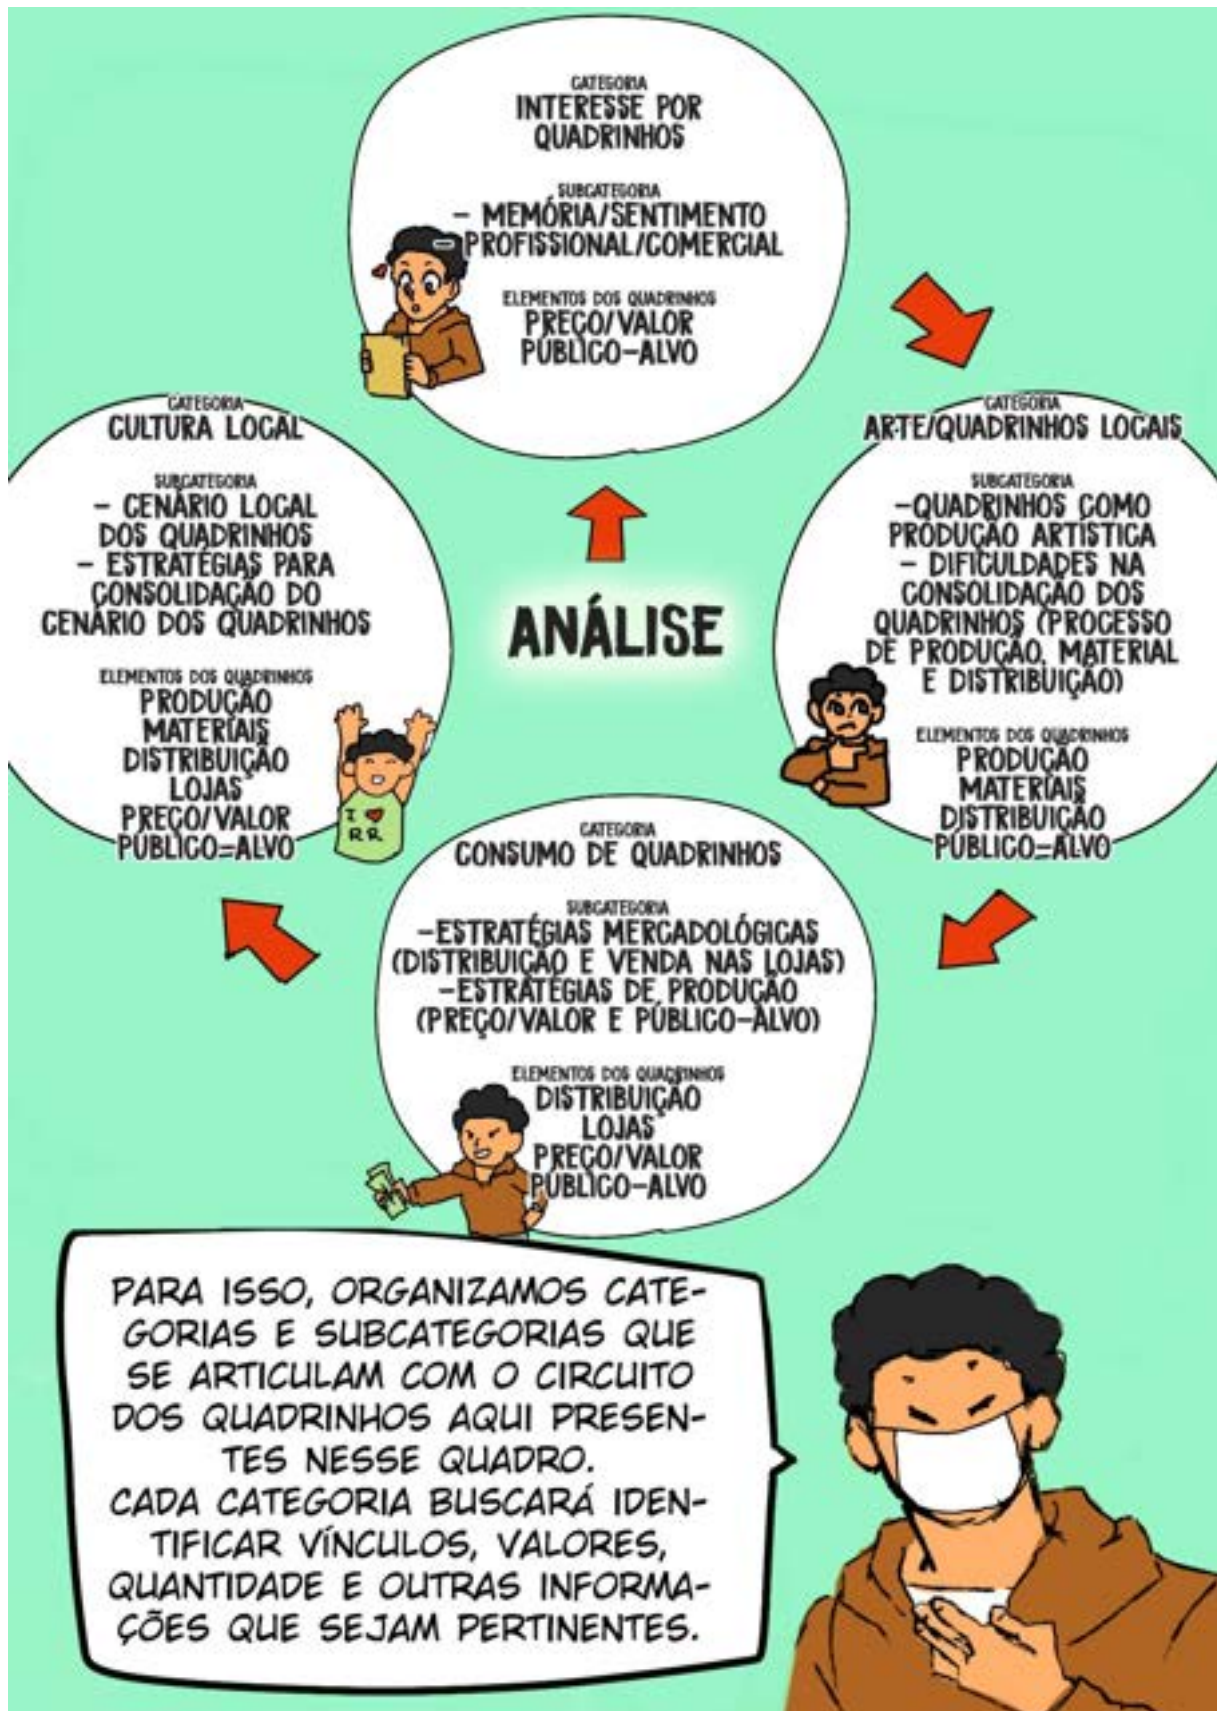 CATEGORIA
INTERESSE POR
QUADRINHOS
SUBCATEGORIA
- MEMÓRIA/SENTIMENTO
- PROFISSIONAL/COMERCIAL
ELEMENTOS DOS QUADRINHOS
PREÇO/VALOR
PÚBLICO-ALVO
CATEGORIA
ARTE/QUADRINHOS LOCAIS
SUBCATEGORIA
-QUADRINHOS COMO
PRODUÇÃO ARTÍSTICA
- DIFICULDADES NA
CONSOLIDAÇÃO DOS
QUADRINHOS (PROCESSO
DE PRODUÇÃO, MATERIAL
E DISTRIBUIÇÃO)
ELEMENTOS DOS QUADRINHOS
PRODUÇÃO
MATERIAIS
DISTRIBUIÇÃO
PÚBLICO-ALVO
CATEGORIA
CONSUMO DE QUADRINHOS
SUBCATEGORIA
-ESTRATÉGIAS MERCADOLÓGICAS
(DISTRIBUIÇÃO E VENDA NAS LOJAS)
-ESTRATÉGIAS DE PRODUÇÃO
(PREÇO/VALOR E PÚBLICO-ALVO)
ELEMENTOS DOS QUADRINHOS
DISTRIBUIÇÃO
LOJAS
PREÇO/VALOR
PÚBLICO-ALVO
CATEGORIA
CULTURA LOCAL
SUBCATEGORIA
- CENÁRIO LOCAL
DOS QUADRINHOS
- ESTRATÉGIAS PARA
CONSOLIDAÇÃO DO
CENÁRIO DOS QUADRINHOS
ELEMENTOS DOS QUADRINHOS
PRODUÇÃO
MATERIAIS
DISTRIBUIÇÃO
LOJAS
PREÇO/VALOR
PÚBLICO-ALVO
I ♥
RR
ANÁLISE
PARA ISSO, ORGANIZAMOS CATE-
GORIAS E SUBCATEGORIAS QUE
SE ARTICULAM COM O CIRCUITO
DOS QUADRINHOS AQUI PRESEN-
TES NESSE QUADRO.
CADA CATEGORIA BUSCARÁ IDEN-
TIFICAR VÍNCULOS, VALORES,
QUANTIDADE E OUTRAS INFORMA-
ÇÕES QUE SEJAM PERTINENTES.